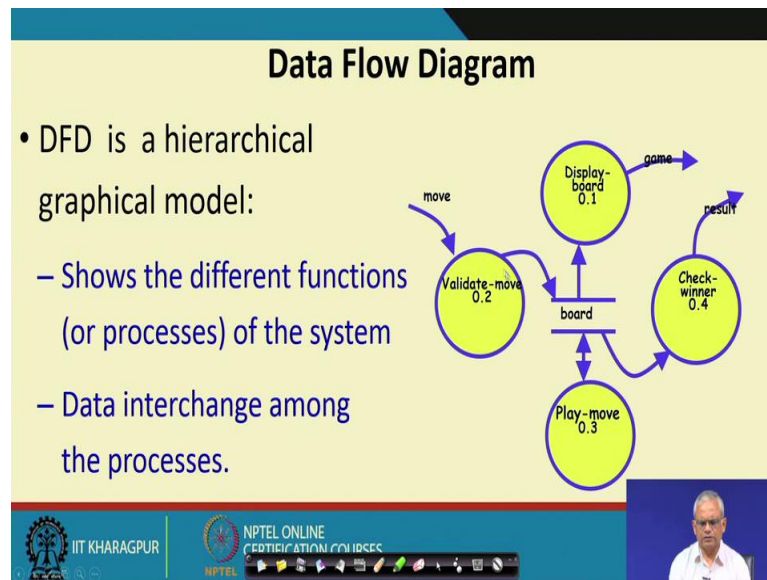 Data Flow Diagram
• DFD is a hierarchical
graphical model:
– Shows the different functions
(or processes) of the system
– Data interchange among
the processes.
move
Display-
board
0.1
game
result
Validate-move
0.2
board
Check-
winner
0.4
Play-move
0.3
IIT KHARAGPUR
NPTEL
NPTEL ONLINE
CERTIFICATION COURSES